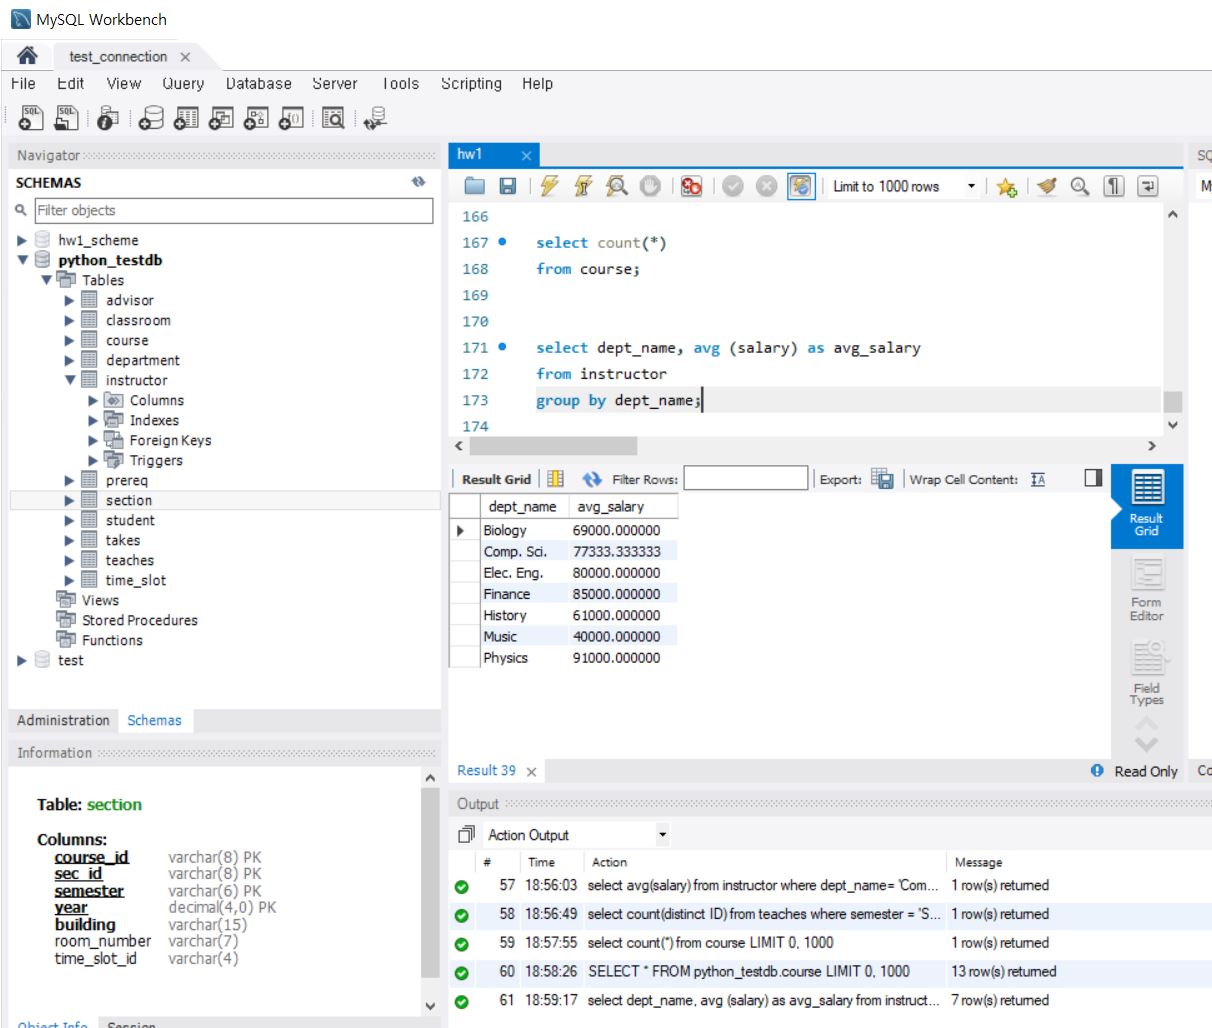 MySQL Workbench
test_connection
File Edit View Query Database Server Tools Scripting Help
Navigator
SCHEMAS
Filter objects
hw1_scheme
python_testdb
Tables
advisor
classroom
course
department
instructor
Columns
Indexes
Foreign Keys
Triggers
prereq
section
student
takes
teaches
time_slot
Views
Stored Procedures
Functions
test
Administration Schemas
Information
Table: section
Columns:
course_id varchar(8) PK
sec_id varchar(8) PK
semester varchar(6) PK
year decimal(4,0) PK
building varchar(15)
room_number varchar(7)
time_slot_id varchar(4)
Object Info Session
hw1
Limit to 1000 rows
166
167 select count(*)
168 from course;
169
170
171 select dept_name, avg (salary) as avg_salary
172 from instructor
173 group by dept_name;
174
Result Grid Filter Rows: Export: Wrap Cell Content:
dept_name avg_salary
Biology 69000.000000
Comp. Sci. 77333.333333
Elec. Eng. 80000.000000
Finance 85000.000000
History 61000.000000
Music 40000.000000
Physics 91000.000000
Result
Grid
Form
Editor
Field
Types
Result 39 Read Only
Output
Action Output
# Time Action Message
57 18:56:03 select avg(salary) from instructor where dept_name= 'Com... 1 row(s) returned
58 18:56:49 select count(distinct ID) from teaches where semester = 'S... 1 row(s) returned
59 18:57:55 select count(*) from course LIMIT 0, 1000 1 row(s) returned
60 18:58:26 SELECT * FROM python_testdb.course LIMIT 0, 1000 13 row(s) returned
61 18:59:17 select dept_name, avg (salary) as avg_salary from instruct... 7 row(s) returned